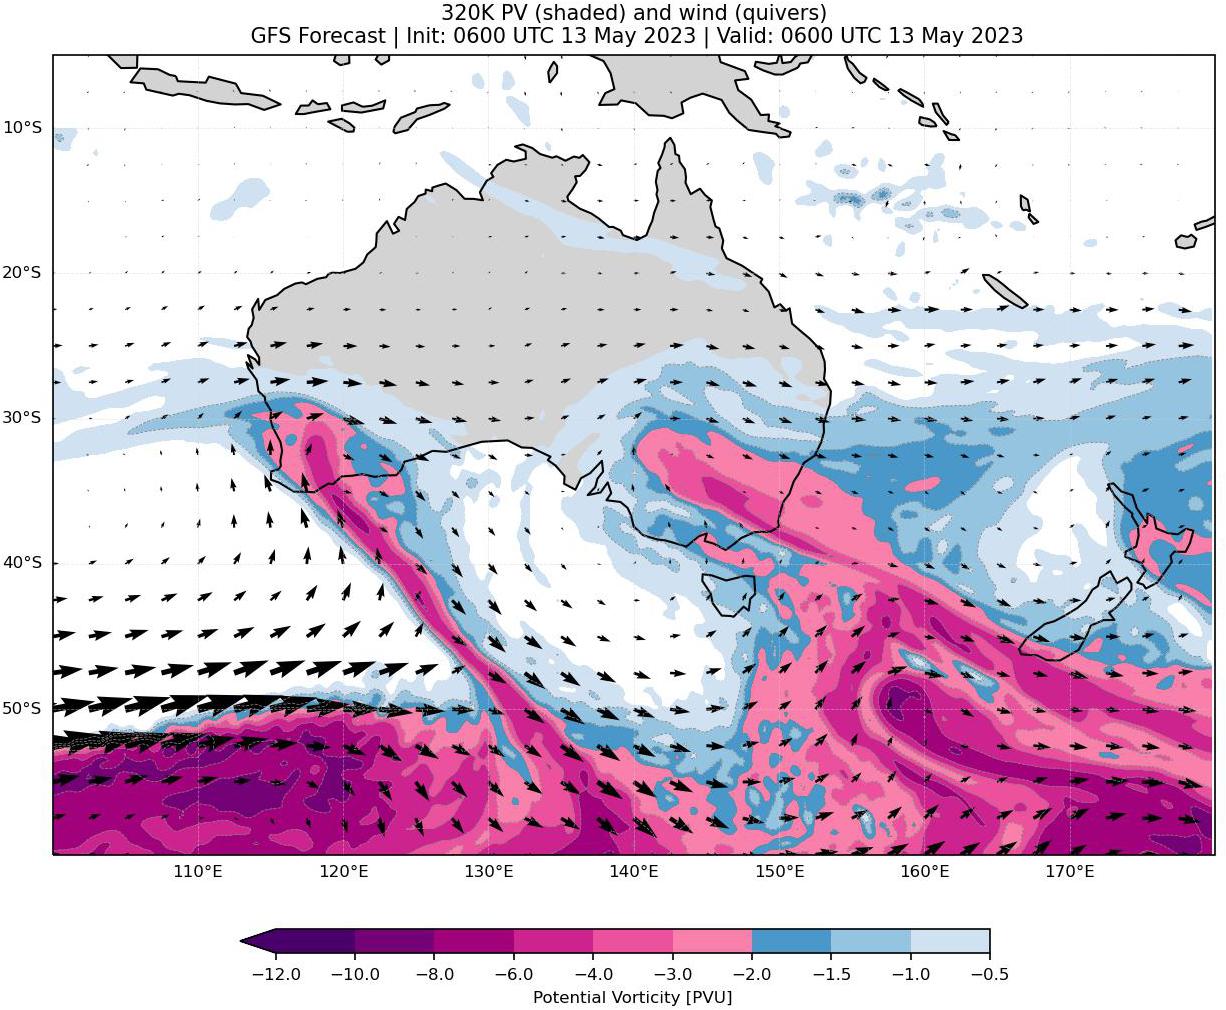 320K PV (shaded) and wind (quivers)
GFS Forecast | Init: 0600 UTC 13 May 2023 | Valid: 0600 UTC 13 May 2023
10°S
20°S
30°S
40°S
50°S
110°E 120°E 130°E 140°E 150°E 160°E 170°E
−12.0 −10.0 −8.0 −6.0 −4.0 −3.0 −2.0 −1.5 −1.0 −0.5
Potential Vorticity [PVU]